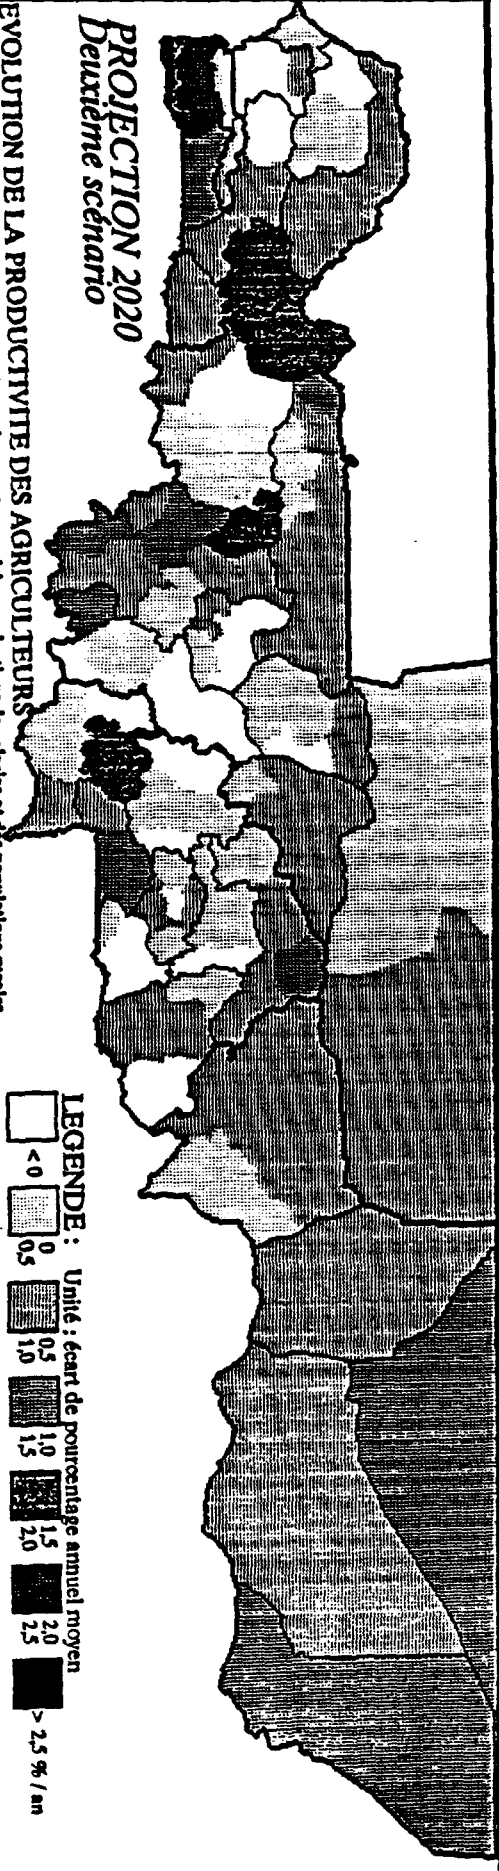 PROJECTION 2020
Deuxième scénario
EVOLUTION DE LA PRODUCTIVITE DES AGRICULTEURS
LEGENDE :
Unité : écart de pourcentage annuel moyen
< 0
0
0,5
0,5
1,0
1,0
1,5
1,5
2,0
2,0
2,5
> 2,5 % / an